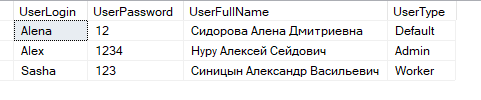 UserLogin UserPassword UserFullName UserType
Alena 12 Сидорова Алена Дмитриевна Default
Alex 1234 Нуру Алексей Сейдович Admin
Sasha 123 Синицын Александр Васильевич Worker